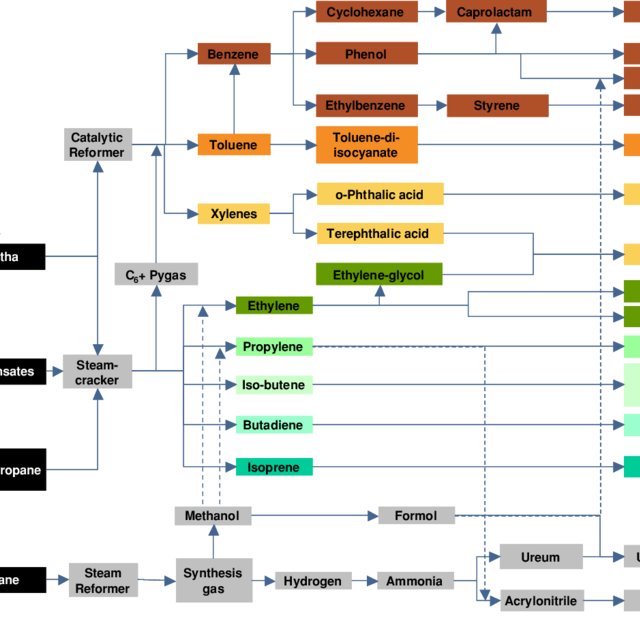 Cyclohexane
Caprolactam
Benzene
Phenol
Ethylbenzene
Styrene
Catalytic
Reformer
Toluene
Toluene-di-
isocyanate
o-Phthalic acid
Xylenes
Terephthalic acid
tha
C₆+ Pygas
Ethylene-glycol
Ethylene
Propylene
nsates
Steam-
cracker
Iso-butene
Butadiene
ropane
Isoprene
Methanol
Formol
Ureum
U
ane
Steam
Reformer
Synthesis
gas
Hydrogen
Ammonia
Acrylonitrile